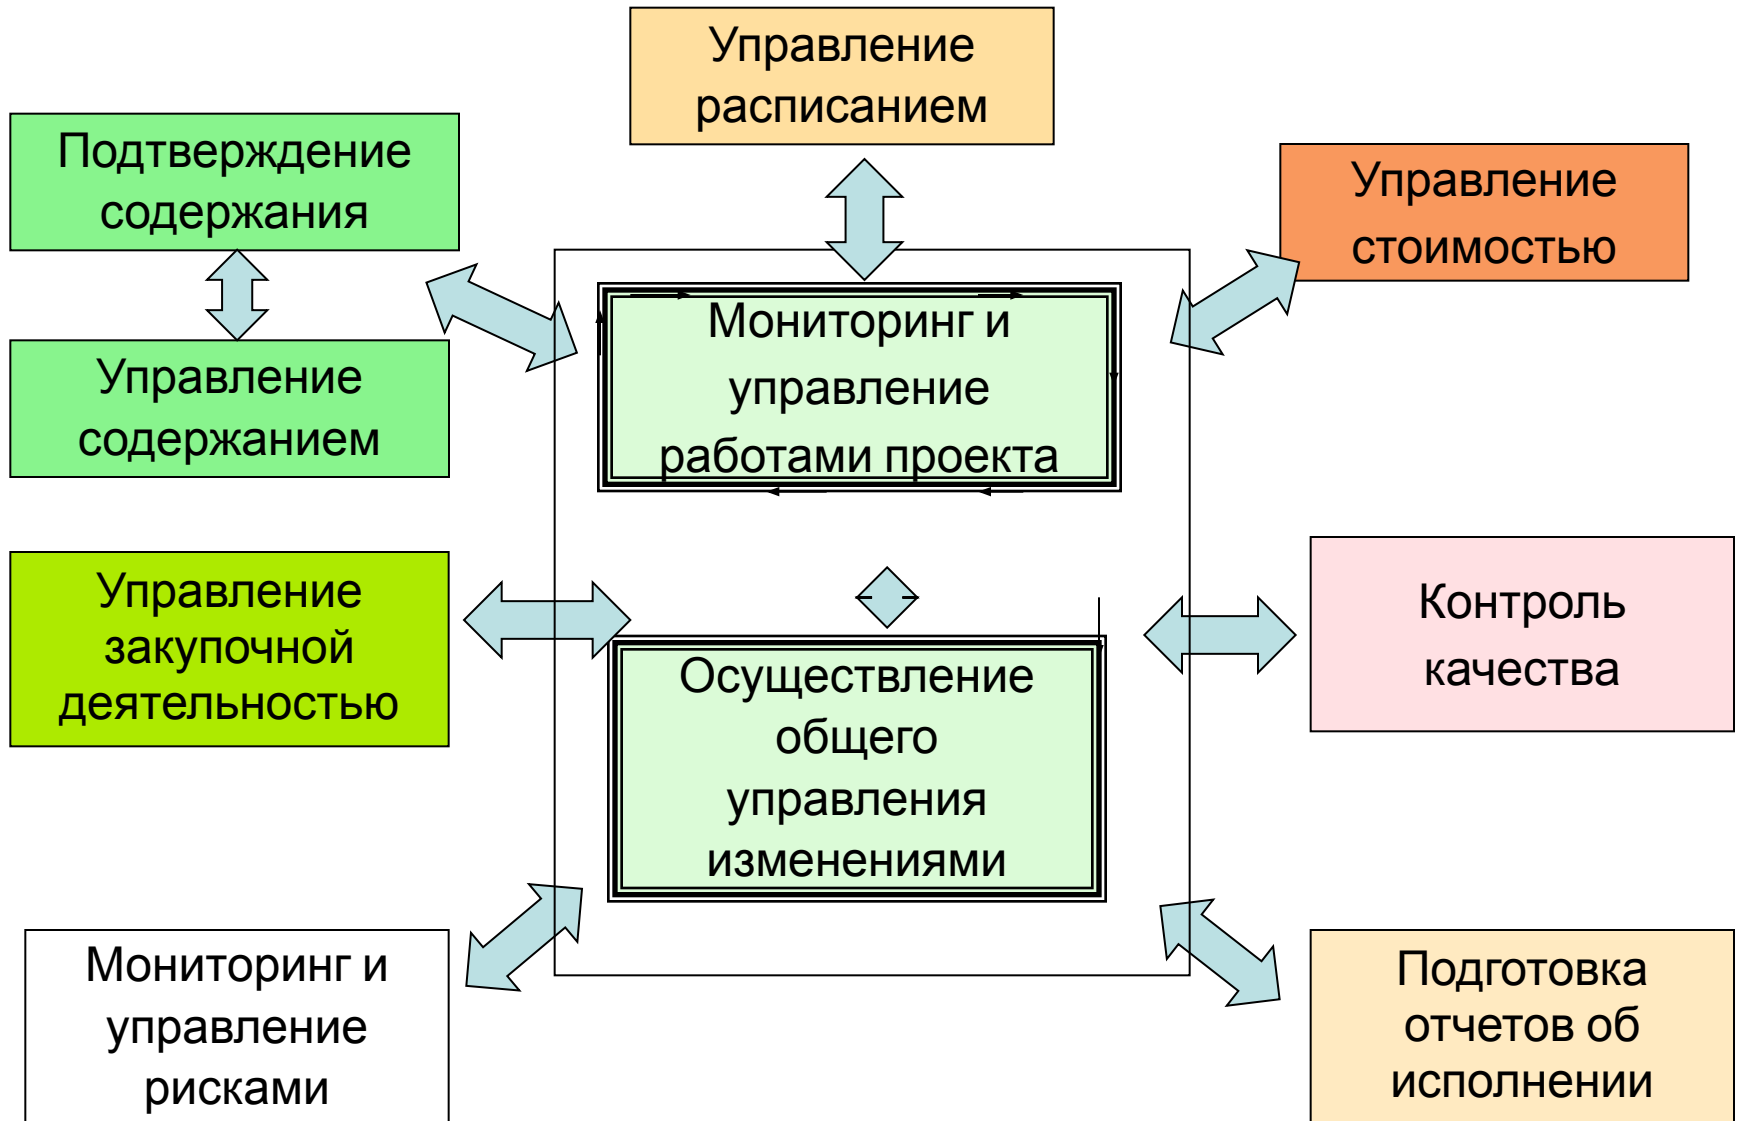 Управление
расписанием
Подтверждение
содержания
Управление
стоимостью
Мониторинг и
управление
работами проекта
Управление
содержанием
Управление
закупочной
деятельностью
Контроль
качества
Осуществление
общего
управления
изменениями
Мониторинг и
управление
рисками
Подготовка
отчетов об
исполнении